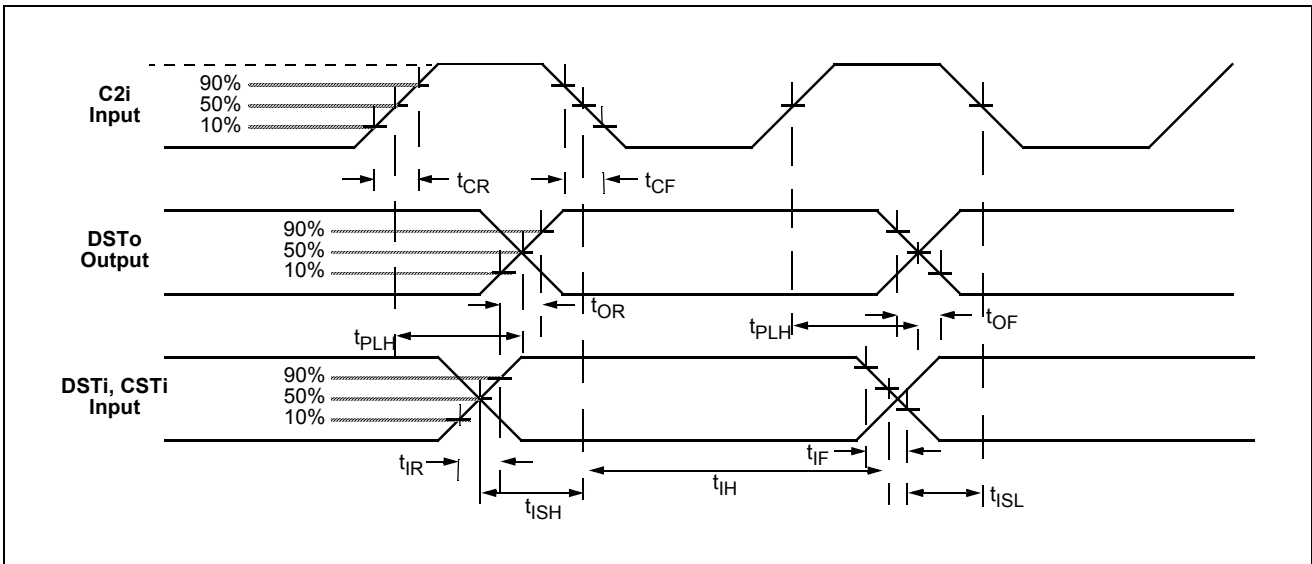 C2i
Input
90%
50%
10%
tCR
tCF
DSTo
Output
90%
50%
10%
tOR
tOF
tPLH
tPLH
DSTi, CSTi
Input
90%
50%
10%
tIR
tIF
tISH
tIH
tISL